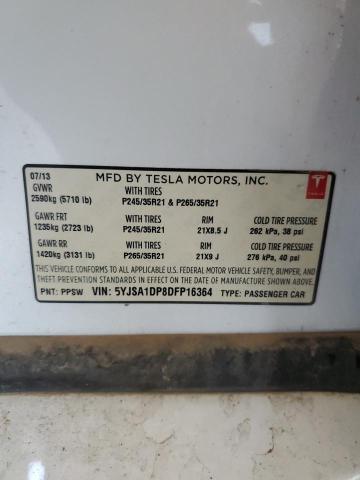 07/13 MFD BY TESLA MOTORS, INC.
GVWR WITH TIRES
2590kg (5710 lb) P245/35R21 & P265/35R21
TESLA
GAWR FRT WITH TIRES RIM COLD TIRE PRESSURE
1235kg (2723 lb) P245/35R21 21X8.5 J 262 kPa, 38 psi
GAWR RR WITH TIRES RIM COLD TIRE PRESSURE
1420kg (3131 lb) P265/35R21 21X9 J 276 kPa, 40 psi
THIS VEHICLE CONFORMS TO ALL APPLICABLE U.S. FEDERAL MOTOR VEHICLE SAFETY, BUMPER, AND
THEFT STANDARDS IN EFFECT ON THE DATE OF MANUFACTURE SHOWN ABOVE.
PNT: PPSW VIN: 5YJSA1DP8DFP16364 TYPE: PASSENGER CAR